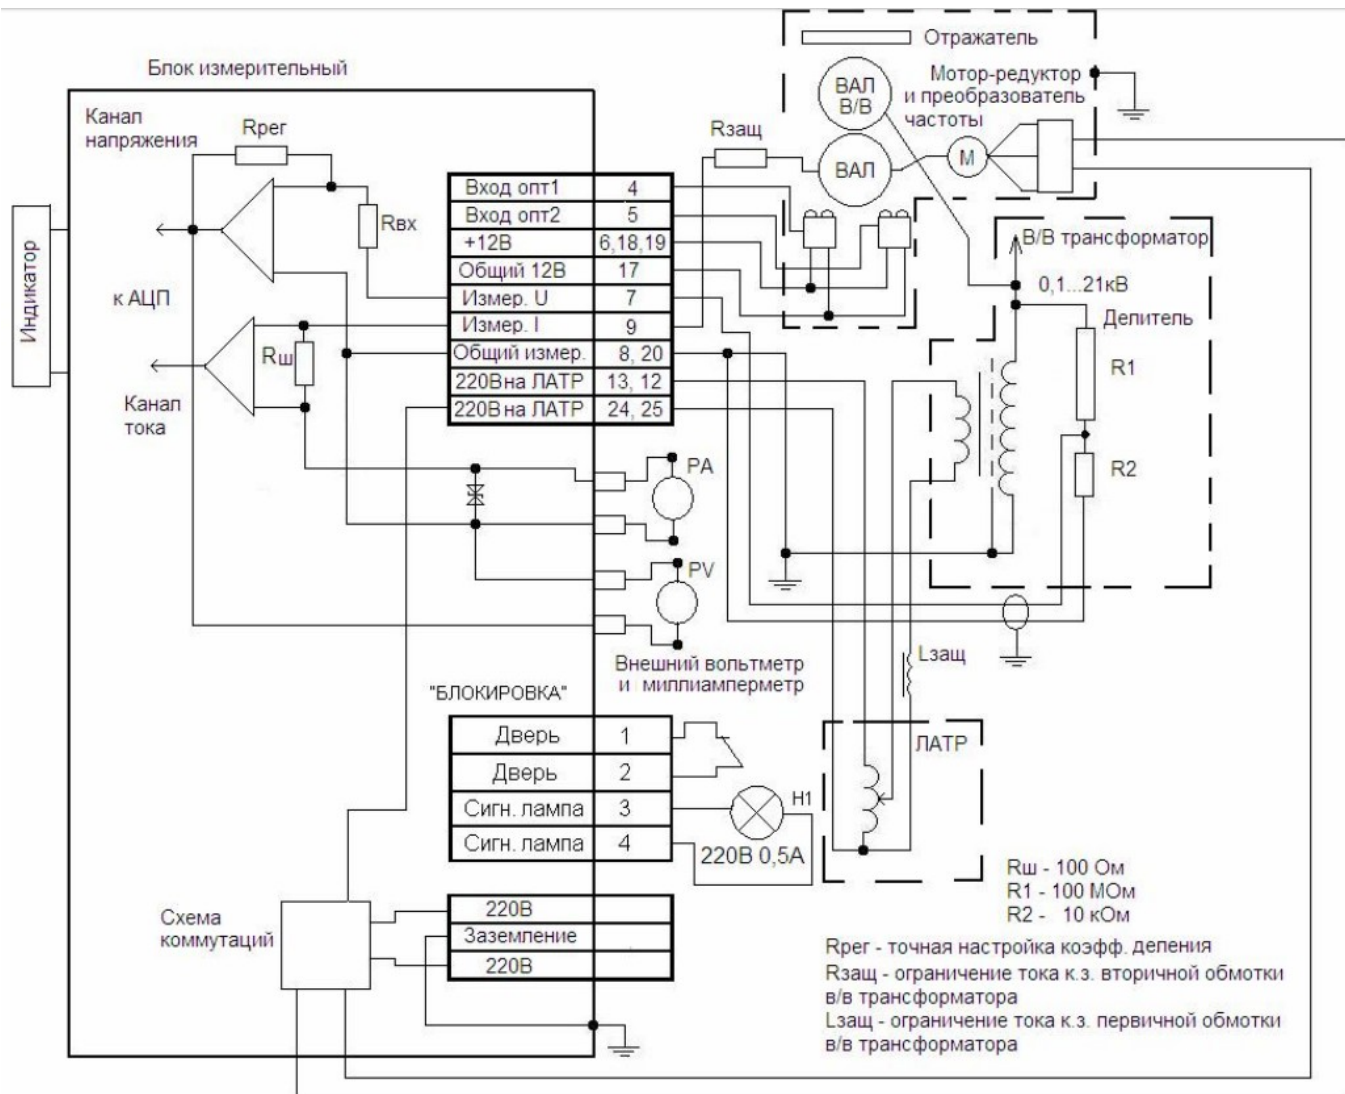 Отражатель
Блок измерительный
Мотор-редуктор
и преобразователь
частоты
ВАЛ
В/В
Канал
напряжения
Rрег
Rзащ
ВАЛ
М
Вход опт1 4
Вход опт2 5
+12В 6,18,19
Общий 12В 17
Измер. U 7
Измер. I 9
Общий измер. 8, 20
220В на ЛАТР 13, 12
220В на ЛАТР 24, 25
Rвх
В/В трансформатор
0,1...21кВ
Делитель
R1
R2
Индикатор
к АЦП
Rш
Канал
тока
PA
PV
Внешний вольтметр
и миллиамперметр
Lзащ
"БЛОКИРОВКА"
Дверь 1
Дверь 2
Сигн. лампа 3
Сигн. лампа 4
H1
220В 0,5А
ЛАТР
Схема
коммутаций
220В
Заземление
220В
Rш - 100 Ом
R1 - 100 МОм
R2 - 10 кОм
Rрег - точная настройка коэфф. деления
Rзащ - ограничение тока к.з. вторичной обмотки
в/в трансформатора
Lзащ - ограничение тока к.з. первичной обмотки
в/в трансформатора